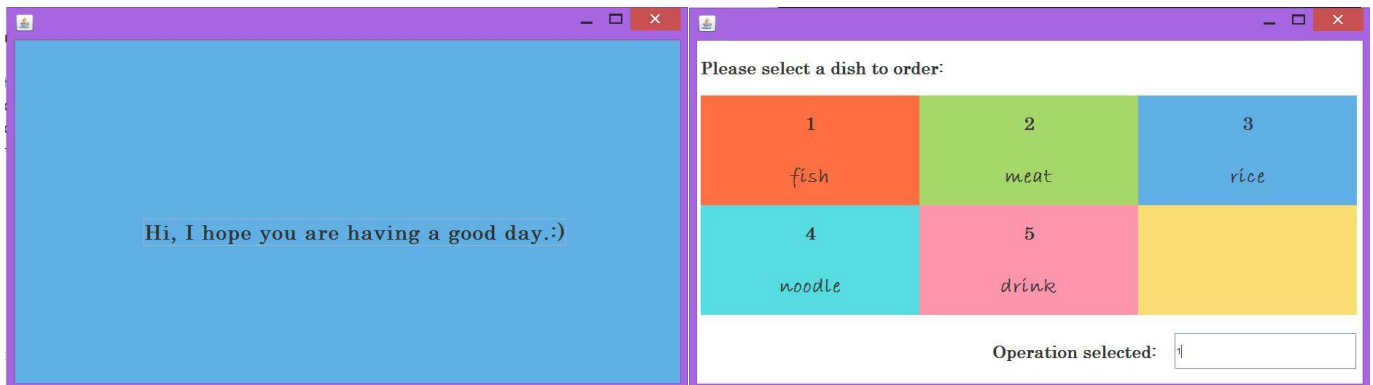 Hi, I hope you are having a good day.:)
Please select a dish to order:
1 2 3
fish meat rice
4 5
noodle drink
Operation selected: 1